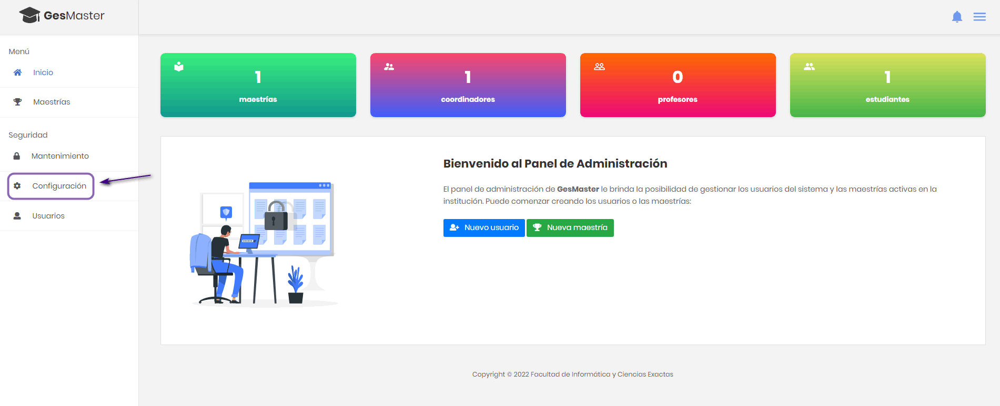 GesMaster
Menú
Inicio
Maestrías
Seguridad
Mantenimiento
Configuración
Usuarios
1
maestrías
1
coordinadores
0
profesores
1
estudiantes
Bienvenido al Panel de Administración
El panel de administración de GesMaster le brinda la posibilidad de gestionar los usuarios del sistema y las maestrías activas en la
institución. Puede comenzar creando los usuarios o las maestrías:
Nuevo usuario
Nueva maestría
Copyright © 2022 Facultad de Informática y Ciencias Exactas